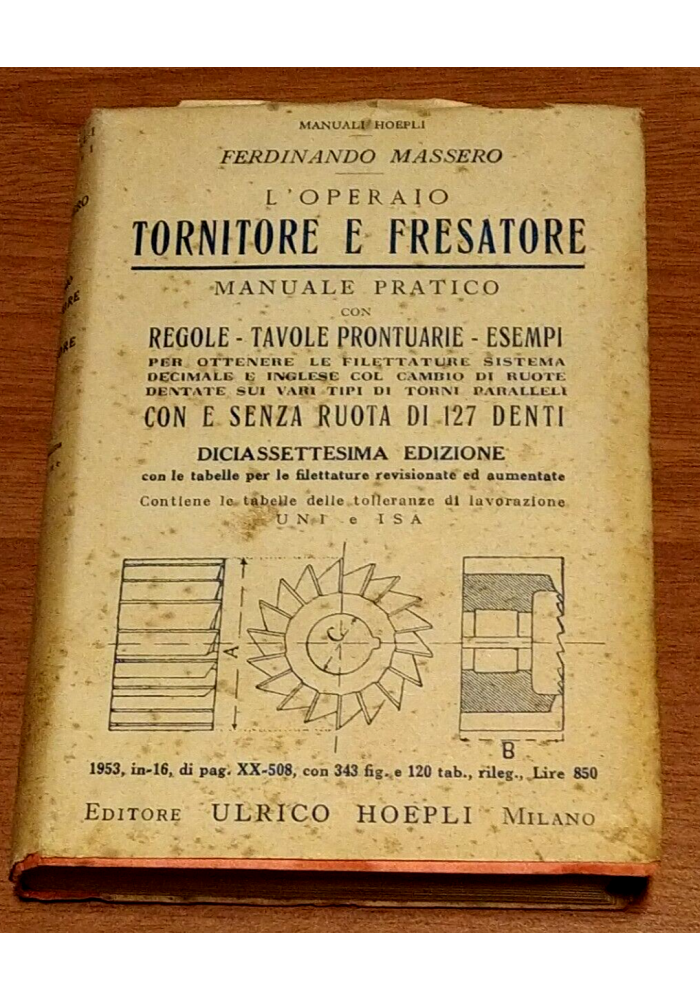 MANUALI HOEPLI
FERDINANDO MASSERO
L'OPERAIO
TORNITORE E FRESATORE
MANUALE PRATICO
CON
REGOLE - TAVOLE PRONTUARIE - ESEMPI
PER OTTENERE LE FILETTATURE SISTEMA
DECIMALE E INGLESE COL CAMBIO DI RUOTE
DENTATE SUI VARI TIPI DI TORNI PARALLELI
CON E SENZA RUOTA DI 127 DENTI
DICIASSETTESIMA EDIZIONE
con le tabelle per le filettature revisionate ed aumentate
Contiene le tabelle delle tolleranze di lavorazione
UNI e ISA
A
C
B
1953, in-16, di pag. XX-508, con 343 fig. e 120 tab., rileg., Lire 850
EDITORE ULRICO HOEPLI MILANO